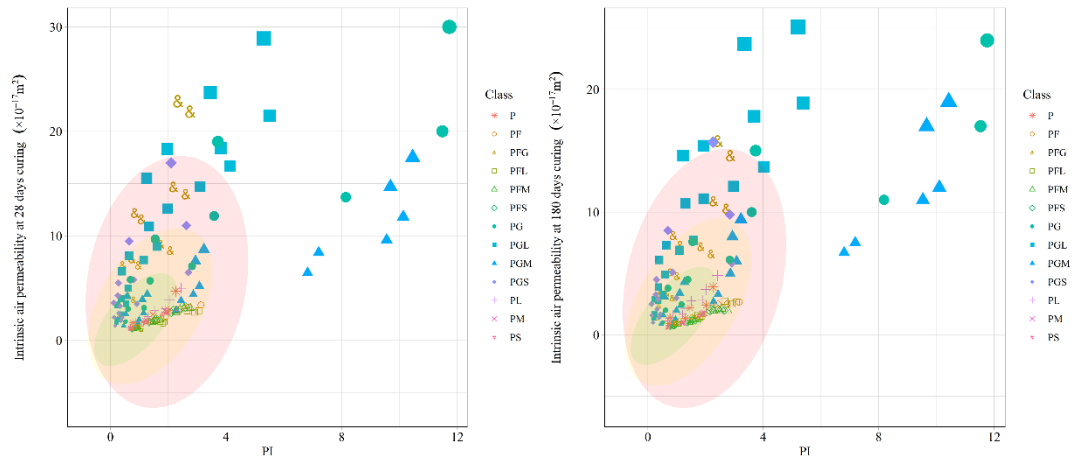 Intrinsic air permeability at 28 days curing (×10⁻¹⁷m²)
30
20
10
0
0
4
8
12
PI
Class
P
PF
PFG
PFL
PFM
PFS
PG
PGL
PGM
PGS
PL
PM
PS
Intrinsic air permeability at 180 days curing (×10⁻¹⁷m²)
20
10
0
0
4
8
12
PI
Class
P
PF
PFG
PFL
PFM
PFS
PG
PGL
PGM
PGS
PL
PM
PS